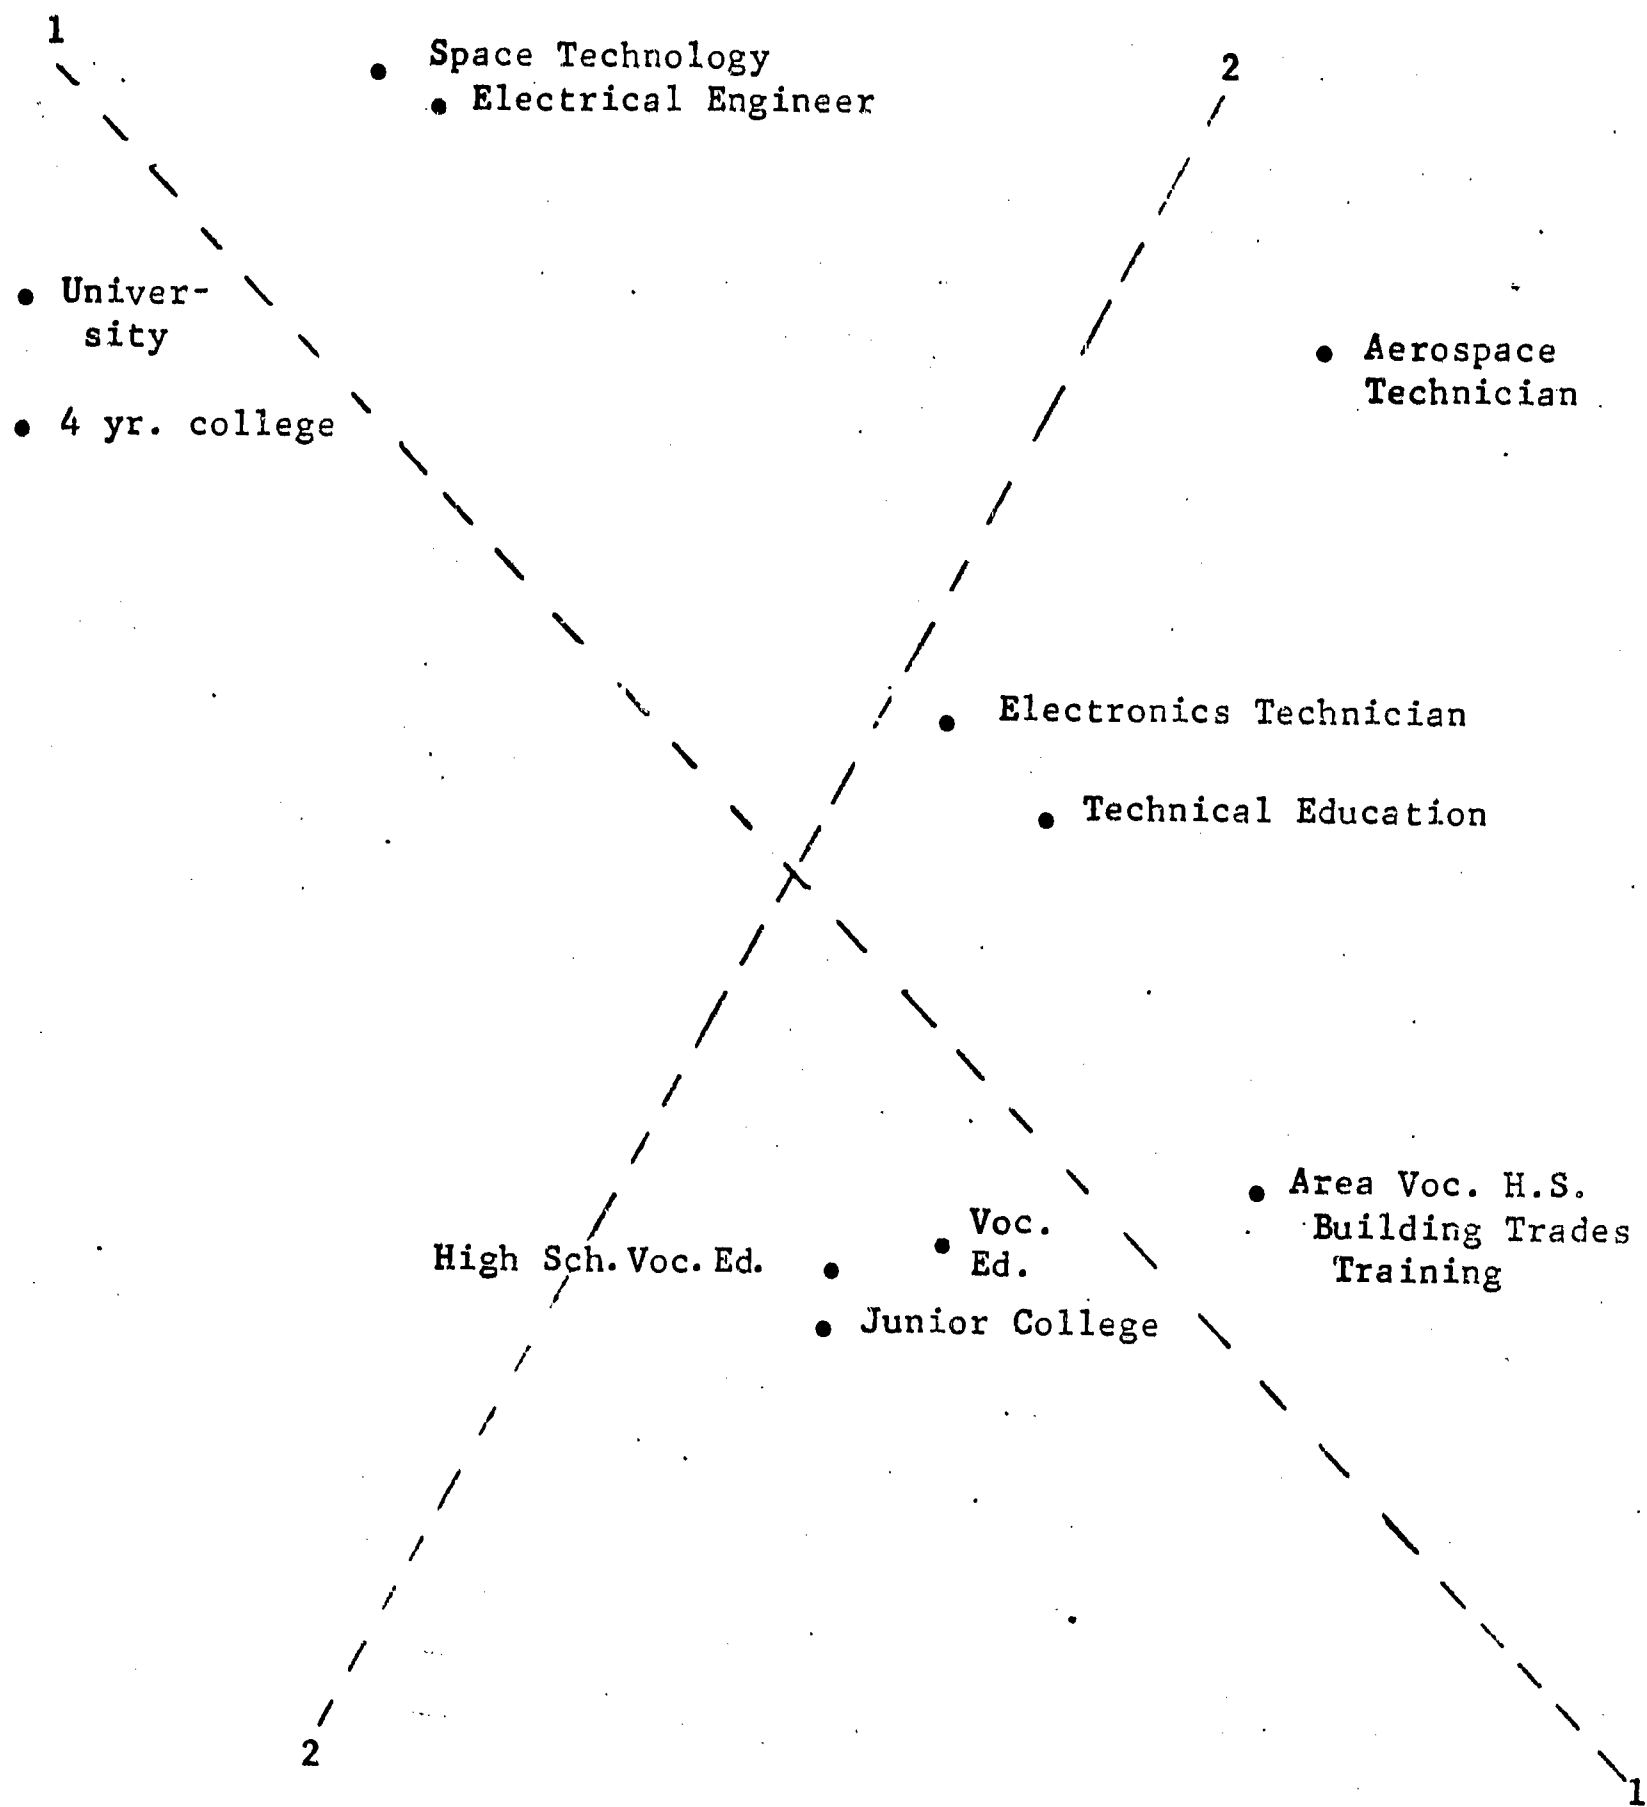 1
Space Technology
2
Electrical Engineer
Univer-
sity
Aerospace
Technician
4 yr. college
Electronics Technician
Technical Education
Area Voc. H.S.
Building Trades
Training
Voc.
Ed.
High Sch. Voc. Ed.
Junior College
2
1